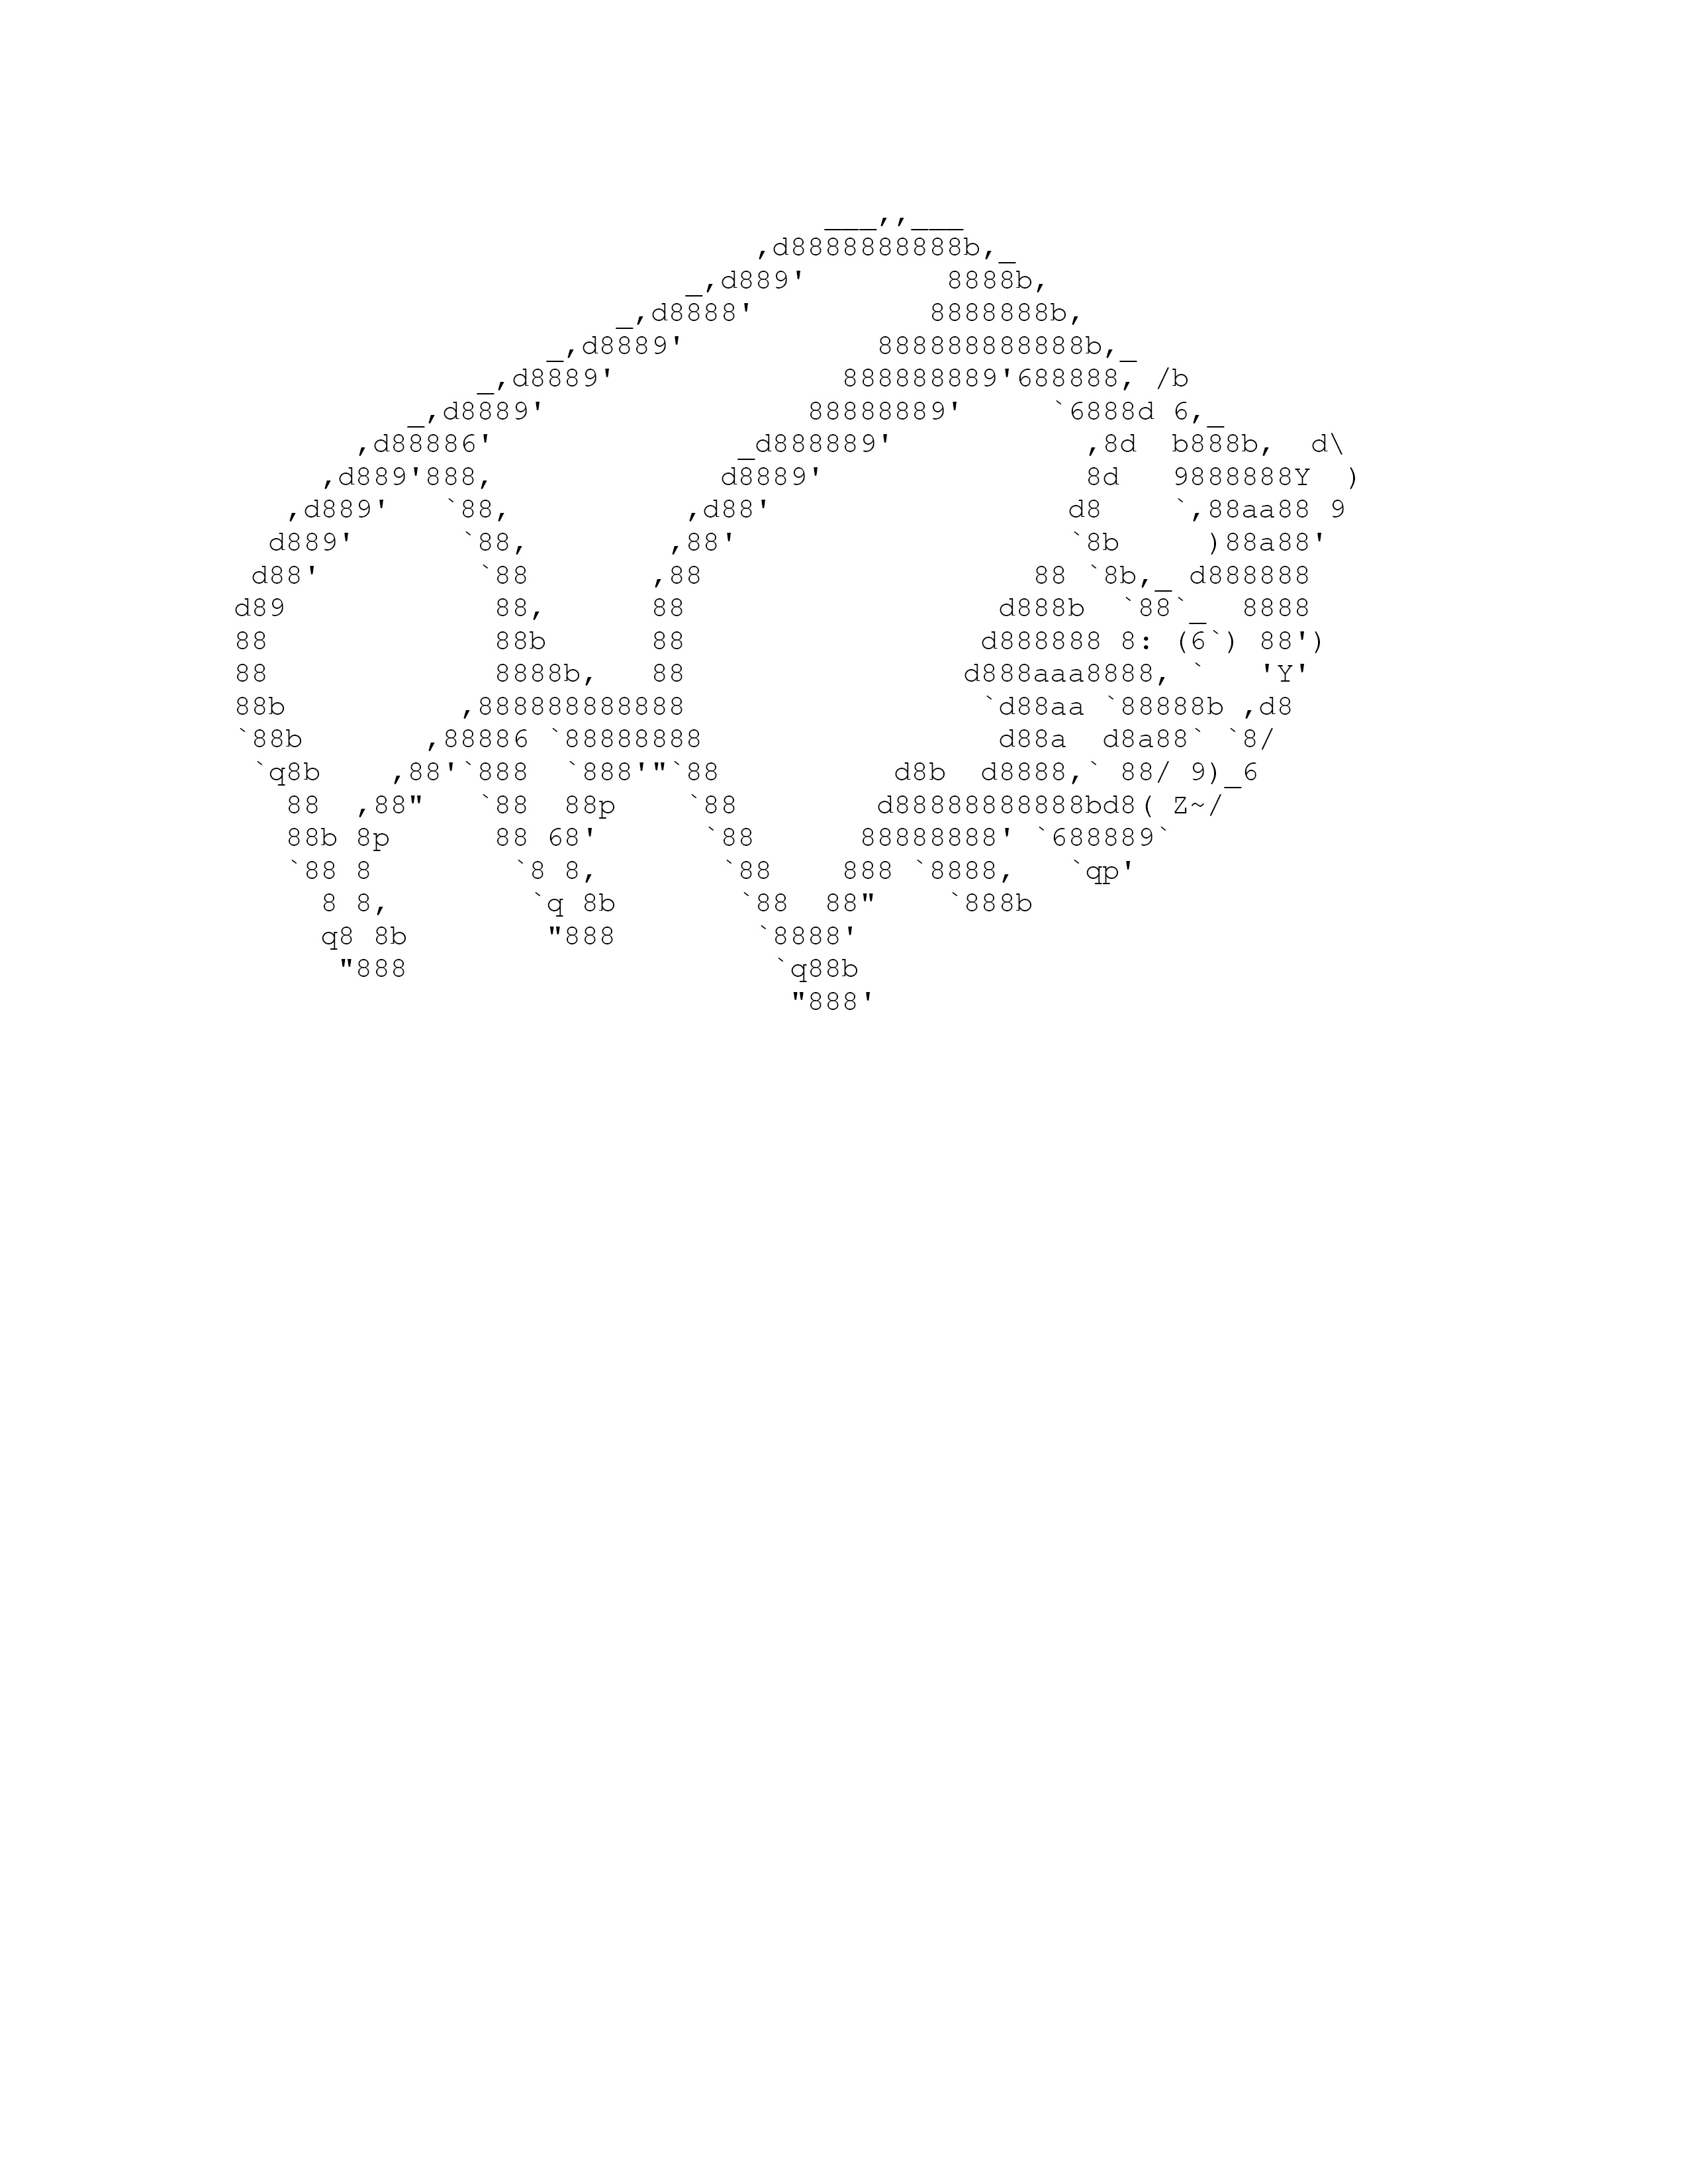 ___,,___
                              ,d8888888888b,_
                          _,d889'        8888b,
                      _,d8888'          8888888b,
                  _,d8889'           888888888888b,_
              _,d8889'             888888889'688888, /b
          _,d8889'               88888889'     `6888d 6,_
       ,d88886'              _d888889'           ,8d  b888b,  d\
     ,d889'888,             d8889'               8d   9888888Y  )
   ,d889'   `88,          ,d88'                 d8    `,88aa88 9
  d889'      `88,        ,88'                   `8b     )88a88'
 d88'         `88       ,88                   88 `8b,_ d888888
d89            88,      88                  d888b  `88`_  8888
88             88b      88                 d888888 8: (6`) 88')
88             8888b,   88                d888aaa8888, `   'Y'
88b          ,888888888888                 `d88aa `88888b ,d8
`88b       ,88886 `88888888                 d88a  d8a88` `8/
 `q8b    ,88'`888  `888'"`88          d8b  d8888,` 88/ 9)_6
   88  ,88"   `88  88p    `88        d88888888888bd8( Z~/
   88b 8p      88 68'      `88      88888888' `688889`
   `88 8        `8 8,       `88    888 `8888,   `qp'
     8 8,        `q 8b       `88  88"    `888b
     q8 8b        "888        `8888'
      "888                     `q88b
                                "888'